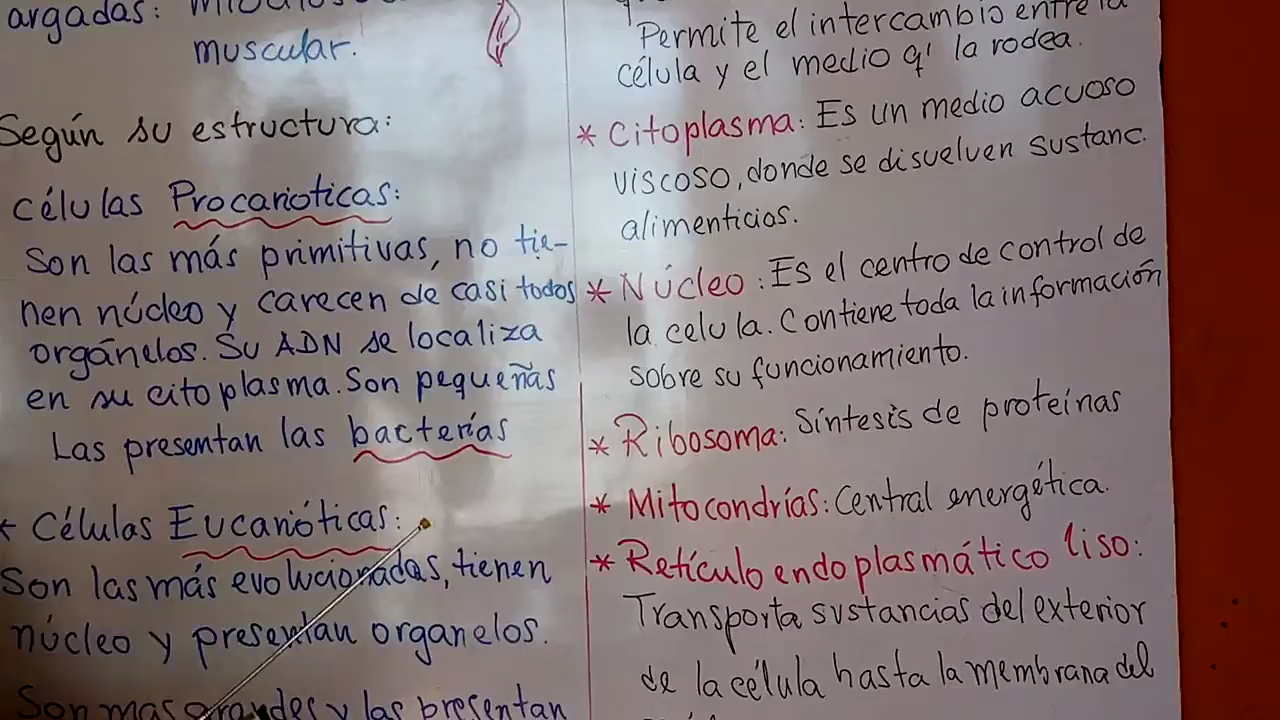 argadas:
muscular.
Según su estructura:
Células Procarioticas:
Son las más primitivas, no tie-
nen núcleo y carecen de casi todos
orgánelos. Su ADN se localiza
en su citoplasma. Son pequeñas
Las presentan las bacterias
* Células Eucarióticas:
Son las más evolucionadas, tienen
núcleo y presentan organelos.
Son mas grandes y las presentan
Permite el intercambio entre la
célula y el medio q' la rodea.
* Citoplasma: Es un medio acuoso
viscoso, donde se disuelven sustanc.
alimenticias.
* Núcleo: Es el centro de control de
la celula. Contiene toda la información
sobre su funcionamiento.
* Ribosoma: Síntesis de proteínas
* Mitocondrías: Central energética.
* Retículo endoplasmático liso:
Transporta sustancias del exterior
de la célula hasta la membrana del